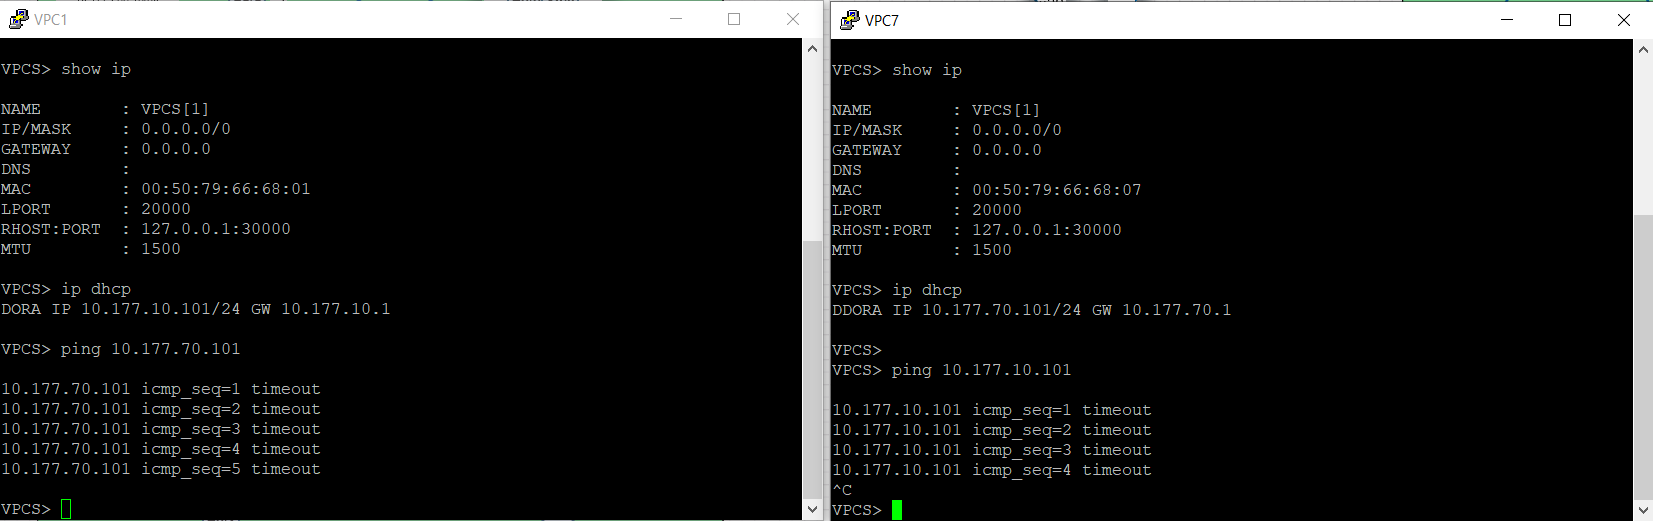 VPC1
VPCS> show ip
NAME : VPCS[1]
IP/MASK : 0.0.0.0/0
GATEWAY : 0.0.0.0
DNS :
MAC : 00:50:79:66:68:01
LPORT : 20000
RHOST:PORT : 127.0.0.1:30000
MTU : 1500
VPCS> ip dhcp
DORA IP 10.177.10.101/24 GW 10.177.10.1
VPCS> ping 10.177.70.101
10.177.70.101 icmp_seq=1 timeout
10.177.70.101 icmp_seq=2 timeout
10.177.70.101 icmp_seq=3 timeout
10.177.70.101 icmp_seq=4 timeout
10.177.70.101 icmp_seq=5 timeout
VPCS>
VPC7
VPCS> show ip
NAME : VPCS[1]
IP/MASK : 0.0.0.0/0
GATEWAY : 0.0.0.0
DNS :
MAC : 00:50:79:66:68:07
LPORT : 20000
RHOST:PORT : 127.0.0.1:30000
MTU : 1500
VPCS> ip dhcp
DDORA IP 10.177.70.101/24 GW 10.177.70.1
VPCS>
VPCS> ping 10.177.10.101
10.177.10.101 icmp_seq=1 timeout
10.177.10.101 icmp_seq=2 timeout
10.177.10.101 icmp_seq=3 timeout
10.177.10.101 icmp_seq=4 timeout
^C
VPCS>